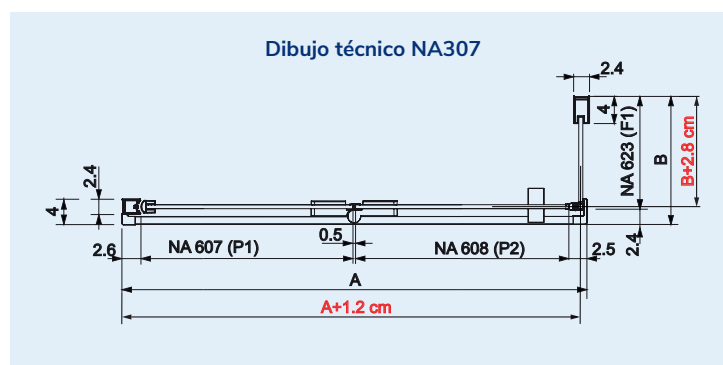 Dibujo técnico NA307
2.4
4
NA 623 (F1)
B
B+2.8 cm
2.4
4
2.6
NA 607 (P1)
0.5
NA 608 (P2)
2.5
2.4
A
A+1.2 cm